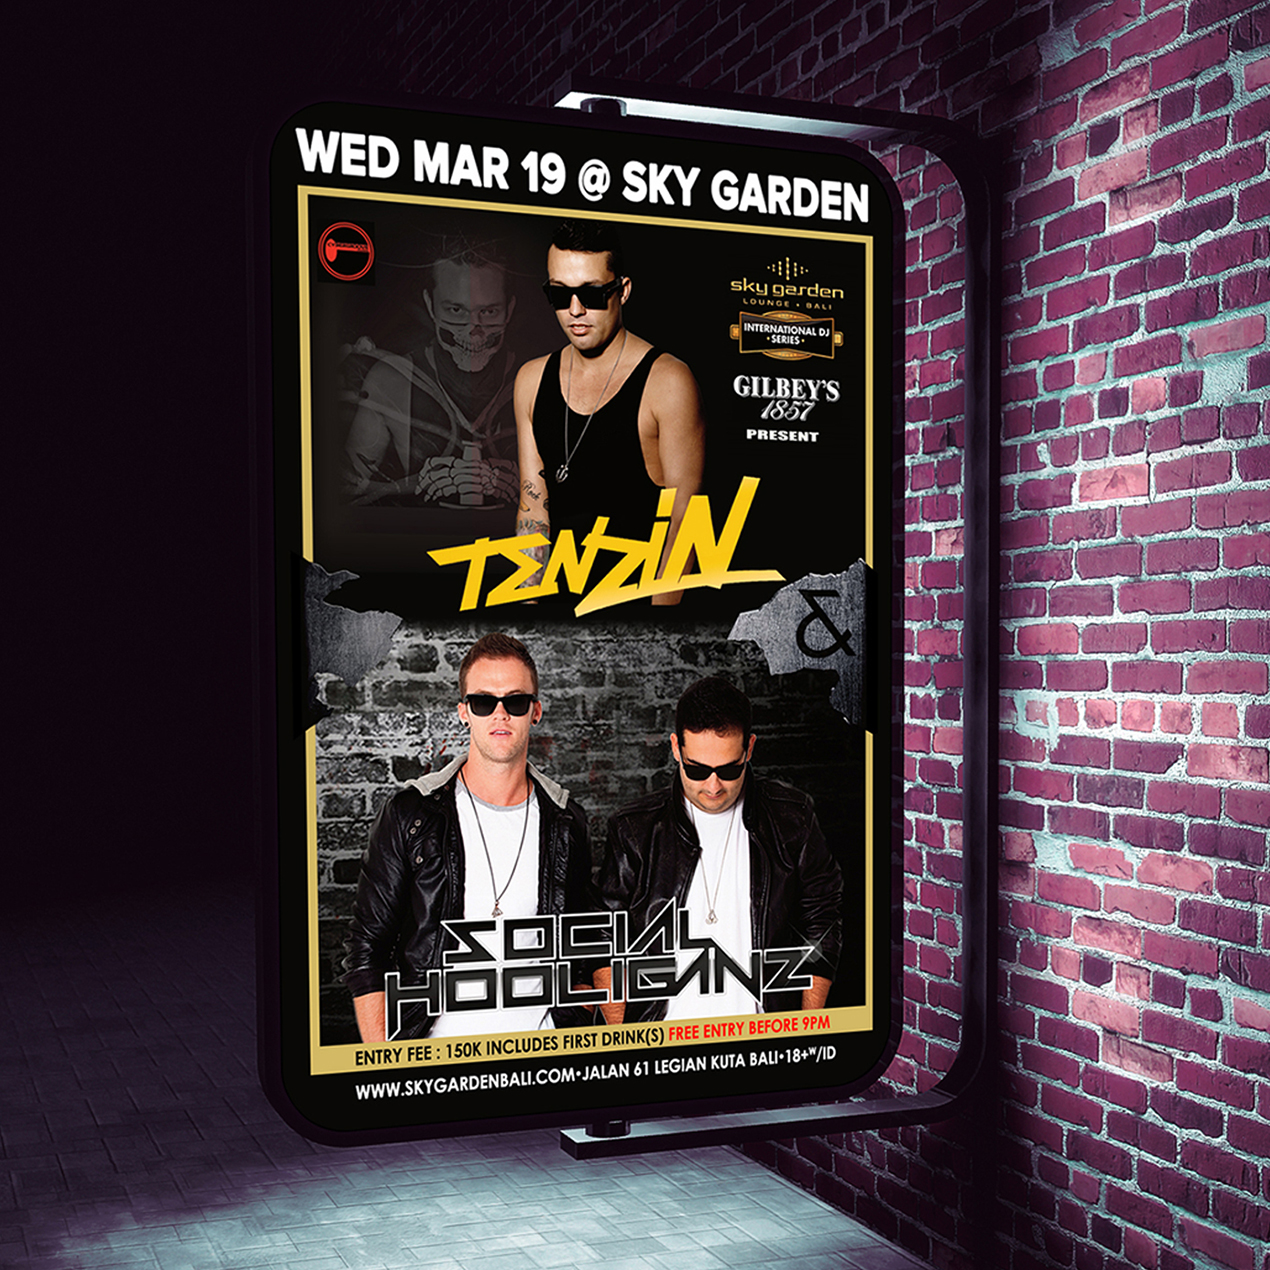 WED MAR 19 @ SKY GARDEN
sky garden
LOUNGE • BALI
INTERNATIONAL DJ
•SERIES•
GILBEY'S
1857
PRESENT
Rock
TENZIN
&
SOCIAL
HOOLIGANZ
ENTRY FEE : 150K INCLUDES FIRST DRINK(S) FREE ENTRY BEFORE 9PM
WWW.SKYGARDENBALI.COM•JALAN 61 LEGIAN KUTA BALI•18+W/ID